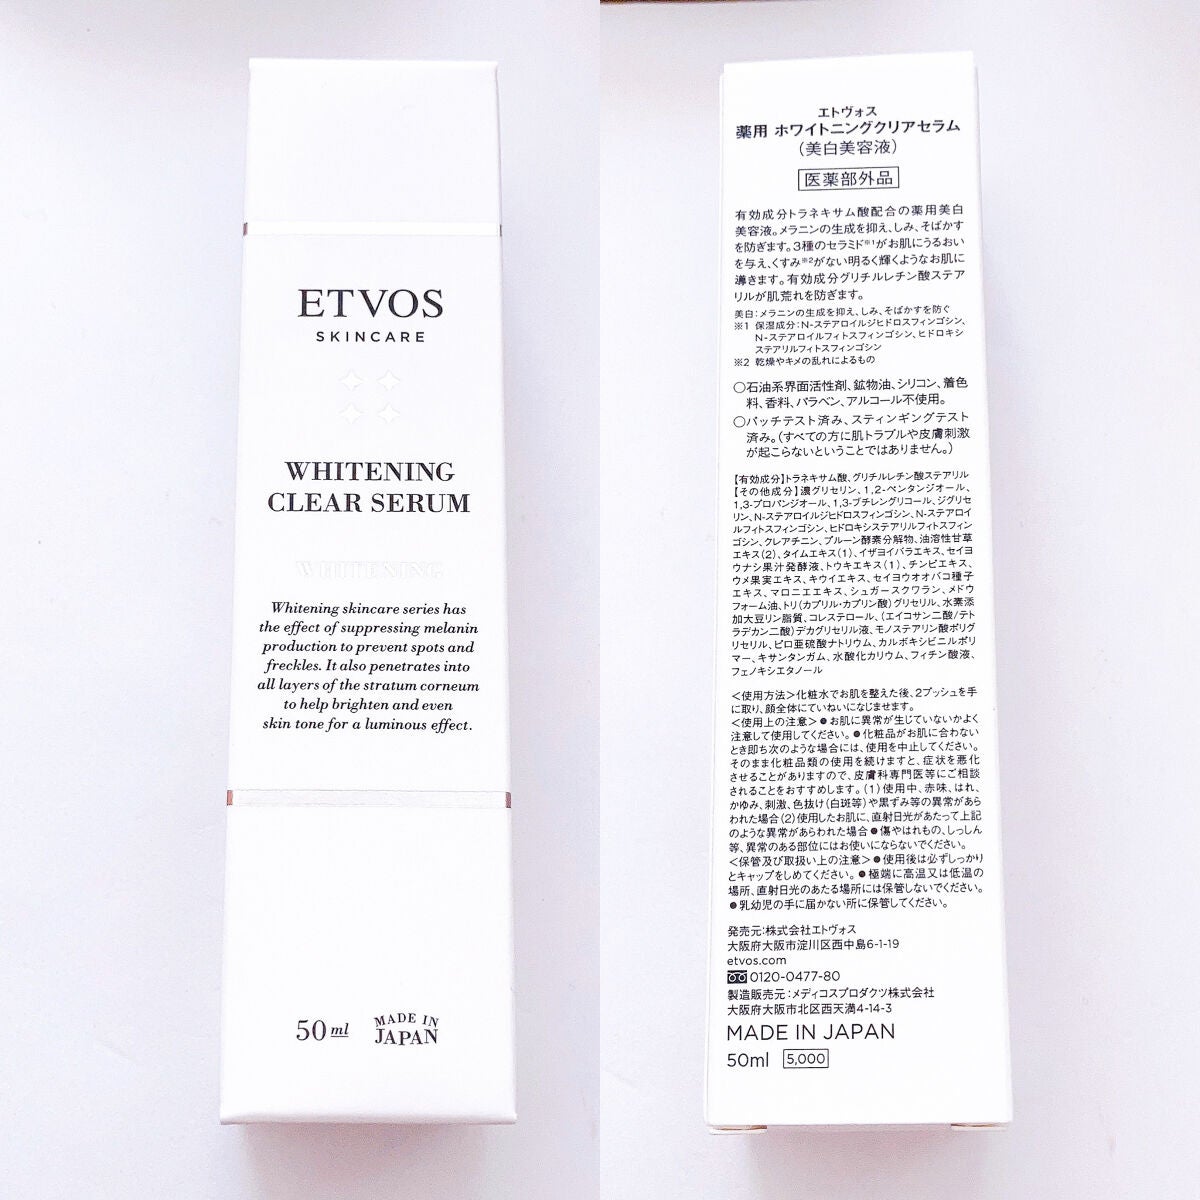 ETVOS
SKINCARE
WHITENING
CLEAR SERUM
WHITENING
Whitening skincare series has
the effect of suppressing melanin
production to prevent spots and
freckles. It also penetrates into
all layers of the stratum corneum
to help brighten and even
skin tone for a luminous effect.
50 ml
MADE IN
JAPAN
エトヴォス
薬用 ホワイトニングクリアセラム
(美白美容液)
医薬部外品
有効成分トラネキサム酸配合の薬用美白
美容液。メラニンの生成を抑え、しみ、そばかす
を防ぎます。3種のセラミド※1がお肌にうるおい
を与え、くすみ※2がない明るく輝くようなお肌に
導きます。有効成分グリチルレチン酸ステア
リルが肌荒れを防ぎます。
美白:メラニンの生成を抑え、しみ、そばかすを防ぐ
※1 保湿成分:N-ステアロイルジヒドロスフィンゴシン、
N-ステアロイルフィトスフィンゴシン、ヒドロキシ
ステアリルフィトスフィンゴシン
※2 乾燥やキメの乱れによるもの
○石油系界面活性剤、鉱物油、シリコン、着色
料、香料、パラベン、アルコール不使用。
○パッチテスト済み、スティンギングテスト
済み。(すべての方に肌トラブルや皮膚刺激
が起こらないということではありません。)
【有効成分】トラネキサム酸、グリチルレチン酸ステアリル
【その他成分】濃グリセリン、1,2-ペンタンジオール、
1,3-プロパンジオール、1,3-ブチレングリコール、ジグリセ
リン、N-ステアロイルジヒドロスフィンゴシン、N-ステアロイ
ルフィトスフィンゴシン、ヒドロキシステアリルフィトスフィン
ゴシン、クレアチニン、プルーン酵素分解物、油溶性甘草
エキス(2)、タイムエキス(1)、イザヨイバラエキス、セイヨ
ウナシ果汁発酵液、トウキエキス(1)、チンピエキス、
ウメ果実エキス、キウイエキス、セイヨウオオバコ種子
エキス、マロニエエキス、シュガースクワラン、メドウ
フォーム油、トリ(カプリル・カプリン酸)グリセリル、水素添
加大豆リン脂質、コレステロール、(エイコサン二酸/テト
ラデカン二酸)デカグリセリル液、モノステアリン酸ポリグ
リセリル、ピロ亜硫酸ナトリウム、カルボキシビニルポリ
マー、キサンタンガム、水酸化カリウム、フィチン酸液、
フェノキシエタノール
<使用方法>化粧水でお肌を整えた後、2プッシュを手
に取り、顔全体にていねいになじませます。
<使用上の注意>●お肌に異常が生じていないかよく
注意して使用してください。●化粧品がお肌に合わない
とき即ち次のような場合には、使用を中止してください。
そのまま化粧品類の使用を続けますと、症状を悪化
させることがありますので、皮膚科専門医等にご相談
されることをおすすめします。(1)使用中、赤味、はれ、
かゆみ、刺激、色抜け(白斑等)や黒ずみ等の異常があら
われた場合(2)使用したお肌に、直射日光があたって上記
のような異常があらわれた場合●傷やはれもの、しっしん
等、異常のある部位にはお使いにならないでください。
<保管及び取扱い上の注意>●使用後は必ずしっかり
とキャップをしめてください。●極端に高温又は低温の
場所、直射日光のあたる場所には保管しないでください。
●乳幼児の手に届かない所に保管してください。
発売元:株式会社エトヴォス
大阪府大阪市淀川区西中島6-1-19
etvos.com
0120-0477-80
製造販売元:メディコスプロダクツ株式会社
大阪府大阪市北区西天満4-14-3
MADE IN JAPAN
50ml 5,000